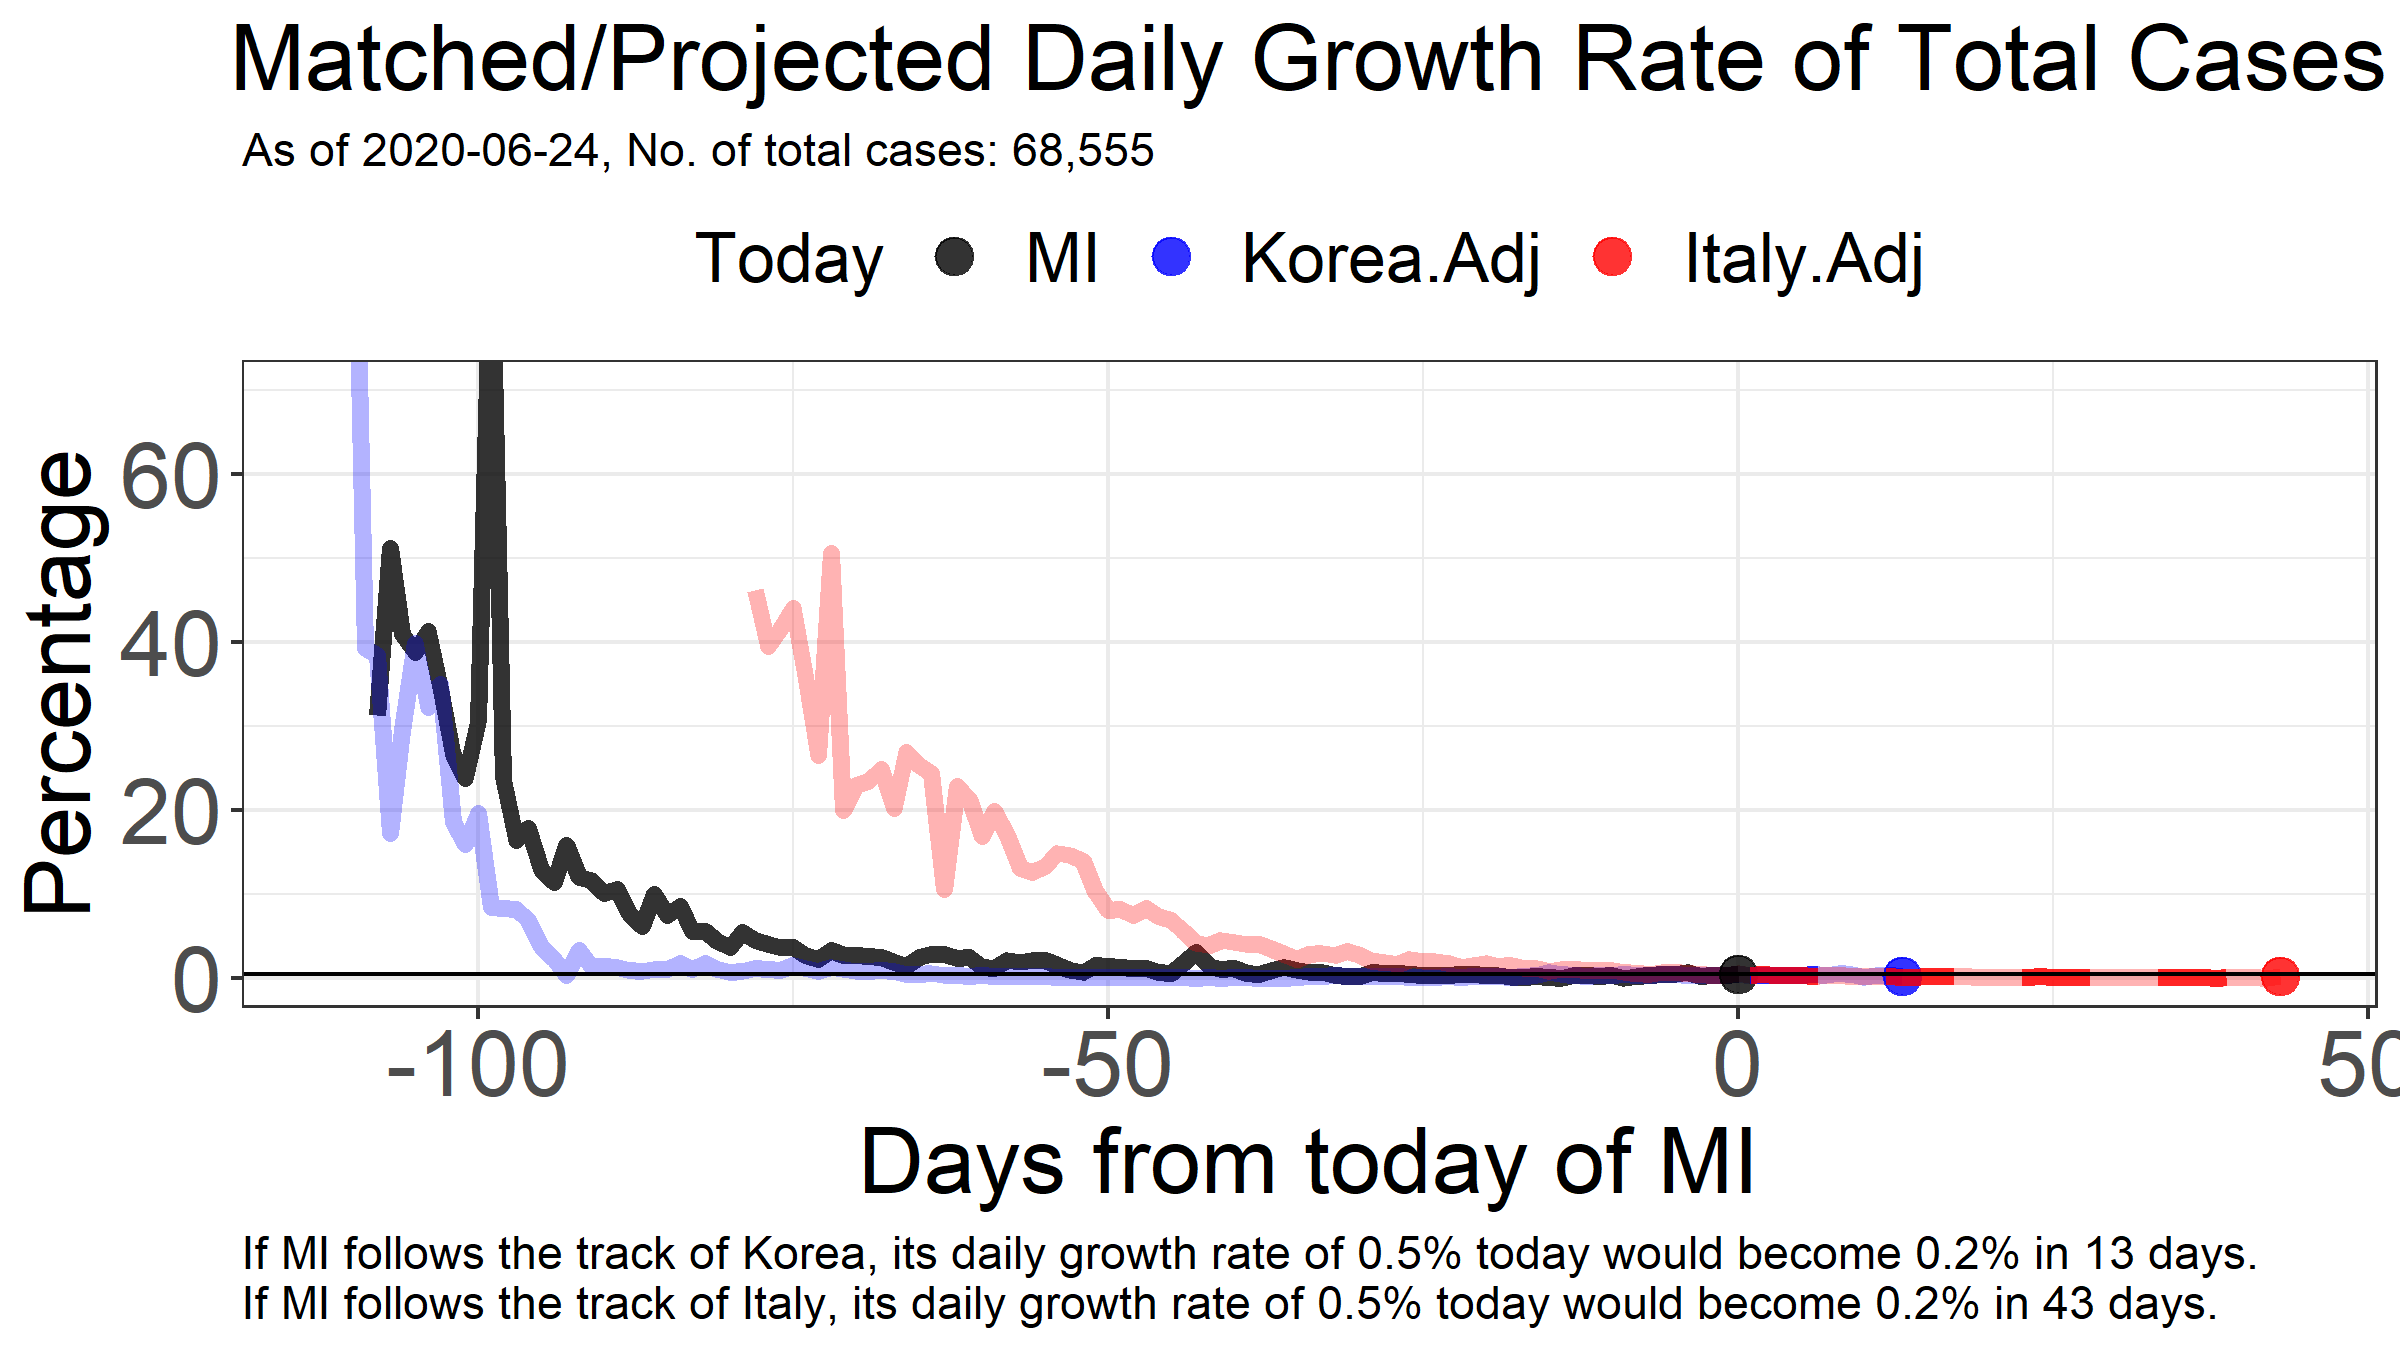 Matched/Projected Daily Growth Rate of Total Cases
As of 2020-06-24, No. of total cases: 68,555
Today MI Korea.Adj Italy.Adj
Percentage
60
40
20
0
-100 -50 0 50
Days from today of MI
If MI follows the track of Korea, its daily growth rate of 0.5% today would become 0.2% in 13 days.
If MI follows the track of Italy, its daily growth rate of 0.5% today would become 0.2% in 43 days.